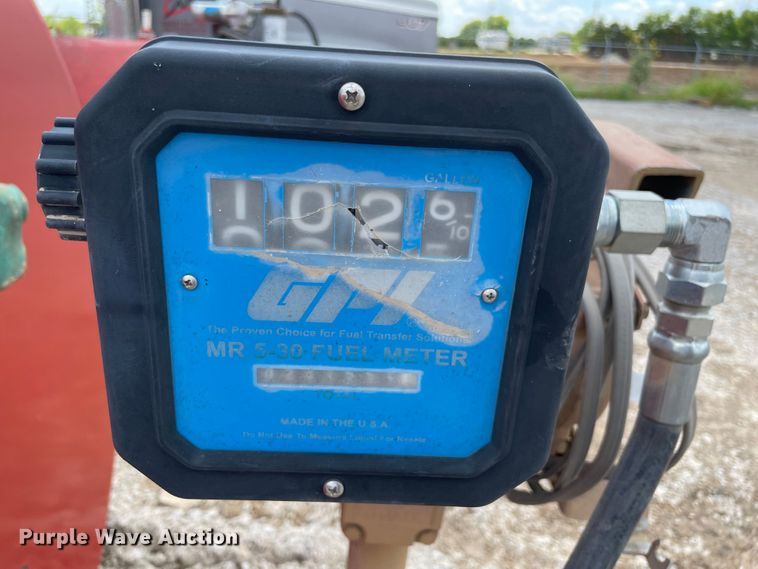 GALLONS
1 0 2 6/10
GPI
®
The Proven Choice for Fuel Transfer Solutions
MR 5-30 FUEL METER
TOTAL
MADE IN THE U.S.A.
Do Not Use To Measure Liquid For Resale
Purple Wave Auction